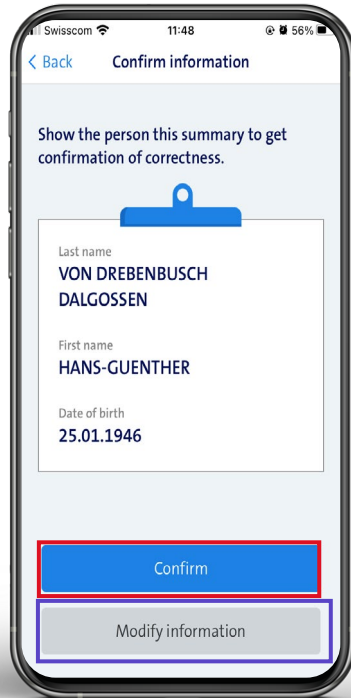 Swisscom 11:48 56%
Back Confirm information
Show the person this summary to get
confirmation of correctness.
Last name
VON DREBENBUSCH
DALGOSSEN
First name
HANS-GUENTHER
Date of birth
25.01.1946
Confirm
Modify information